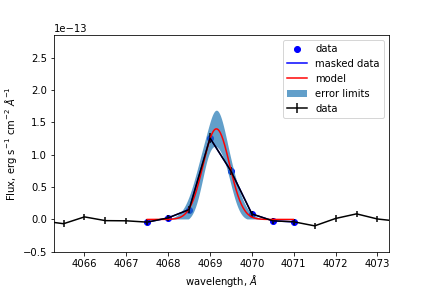 1e−13
2.5
2.0
1.5
1.0
0.5
0.0
−0.5
Flux, erg s⁻¹ cm⁻² Å⁻¹
data
masked data
model
error limits
data
4066 4067 4068 4069 4070 4071 4072 4073
wavelength, Å